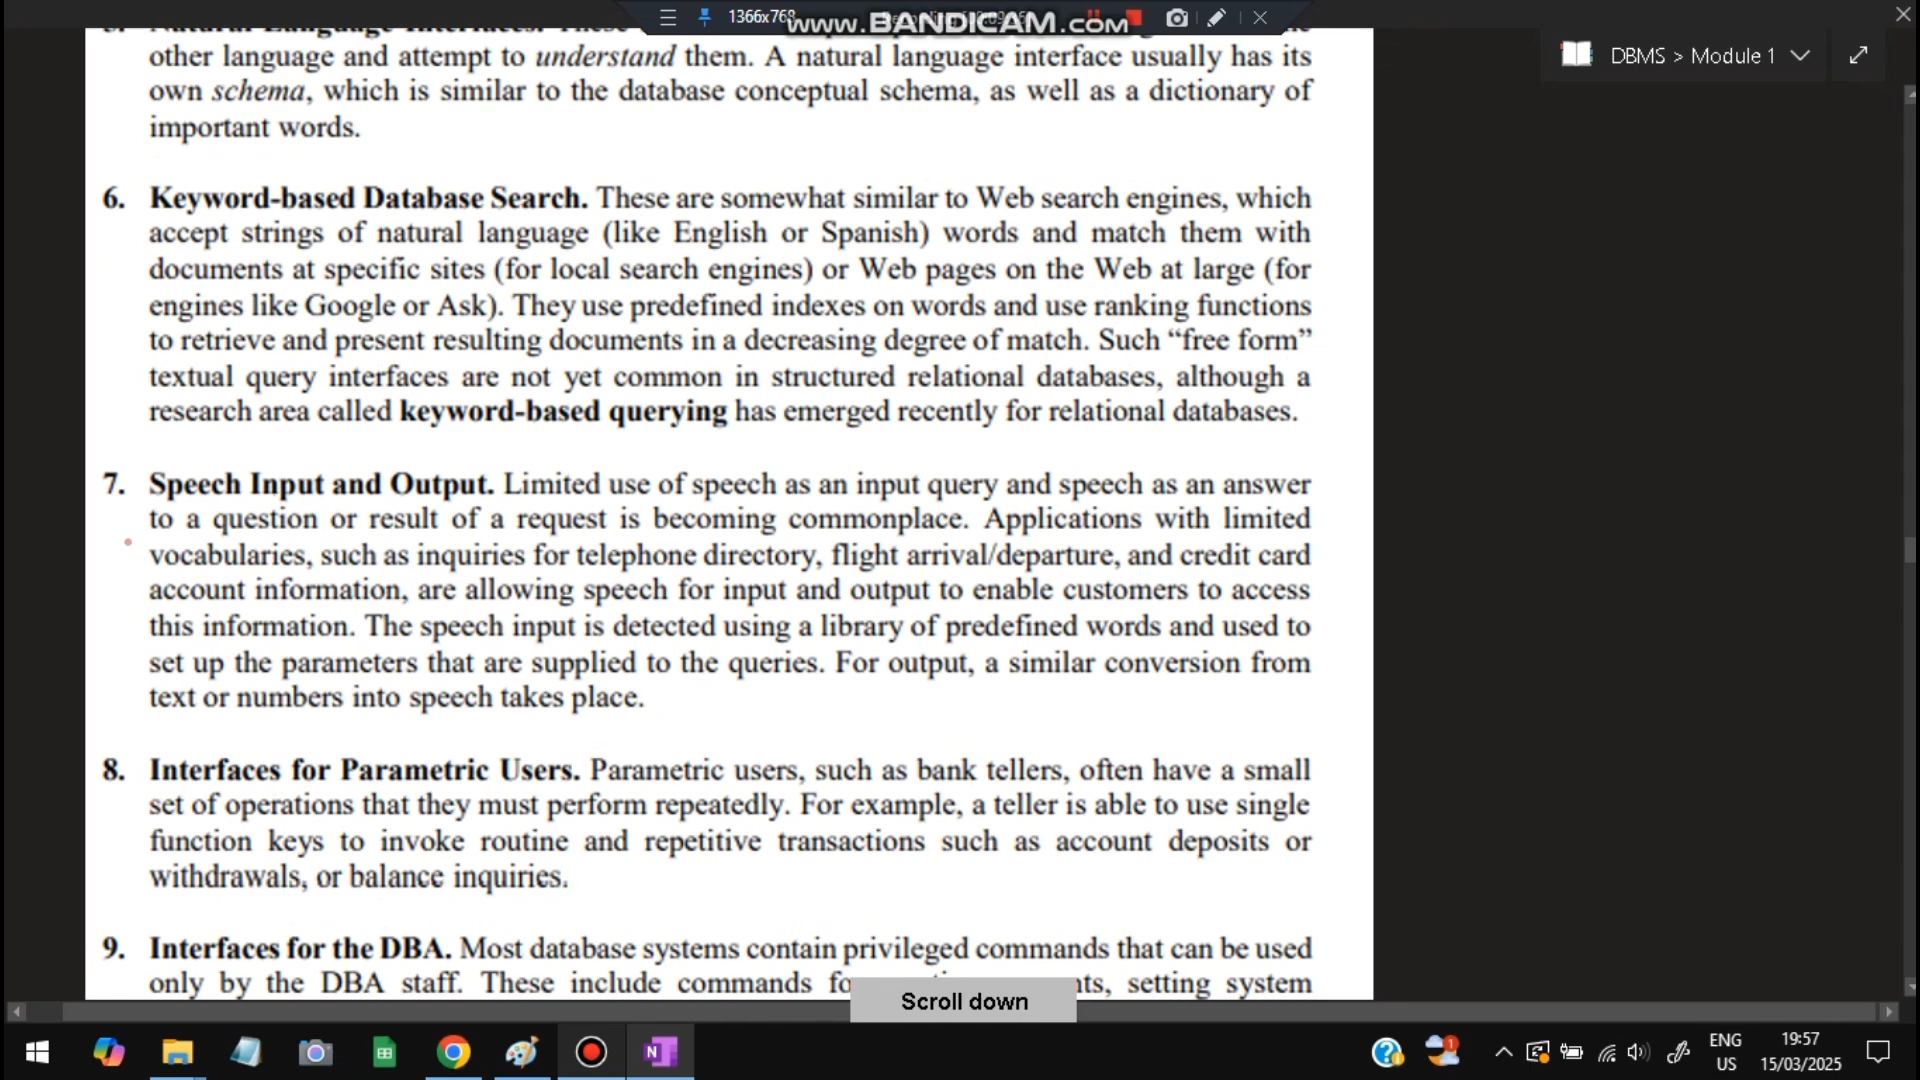 1366x768
www.BANDICAM.com
DBMS > Module 1
other language and attempt to understand them. A natural language interface usually has its
own schema, which is similar to the database conceptual schema, as well as a dictionary of
important words.
6. Keyword-based Database Search. These are somewhat similar to Web search engines, which
accept strings of natural language (like English or Spanish) words and match them with
documents at specific sites (for local search engines) or Web pages on the Web at large (for
engines like Google or Ask). They use predefined indexes on words and use ranking functions
to retrieve and present resulting documents in a decreasing degree of match. Such “free form”
textual query interfaces are not yet common in structured relational databases, although a
research area called keyword-based querying has emerged recently for relational databases.
7. Speech Input and Output. Limited use of speech as an input query and speech as an answer
to a question or result of a request is becoming commonplace. Applications with limited
vocabularies, such as inquiries for telephone directory, flight arrival/departure, and credit card
account information, are allowing speech for input and output to enable customers to access
this information. The speech input is detected using a library of predefined words and used to
set up the parameters that are supplied to the queries. For output, a similar conversion from
text or numbers into speech takes place.
8. Interfaces for Parametric Users. Parametric users, such as bank tellers, often have a small
set of operations that they must perform repeatedly. For example, a teller is able to use single
function keys to invoke routine and repetitive transactions such as account deposits or
withdrawals, or balance inquiries.
9. Interfaces for the DBA. Most database systems contain privileged commands that can be used
only by the DBA staff. These include commands setting system
Scroll down
N
1
ENG
US
19:57
15/03/2025